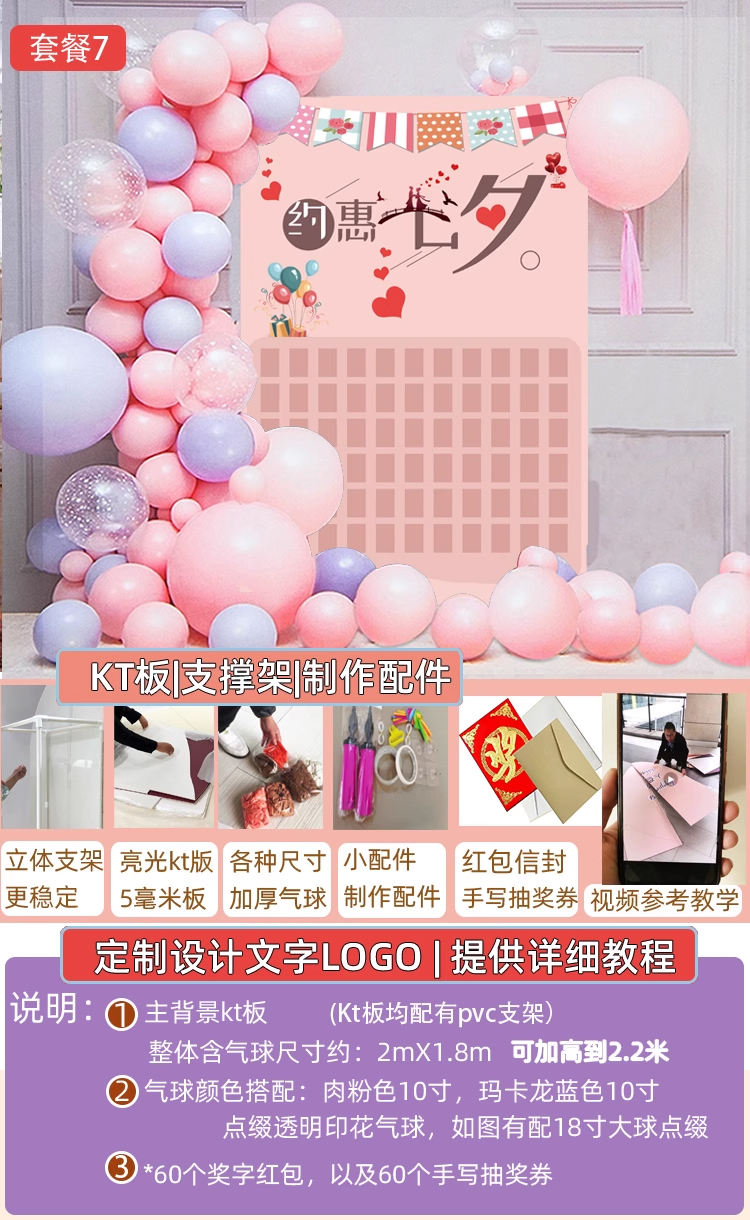 套餐7
约惠七夕。
KT板|支撑架|制作配件
立体支架
更稳定
亮光kt版
5毫米板
各种尺寸
加厚气球
小配件
制作配件
奖
红包信封
手写抽奖券
视频参考教学
定制设计文字LOGO | 提供详细教程
说明：
1 主背景kt板 (Kt板均配有pvc支架）
整体含气球尺寸约：2mX1.8m 可加高到2.2米
2 气球颜色搭配：肉粉色10寸，玛卡龙蓝色10寸
点缀透明印花气球，如图有配18寸大球点缀
3 *60个奖字红包，以及60个手写抽奖券